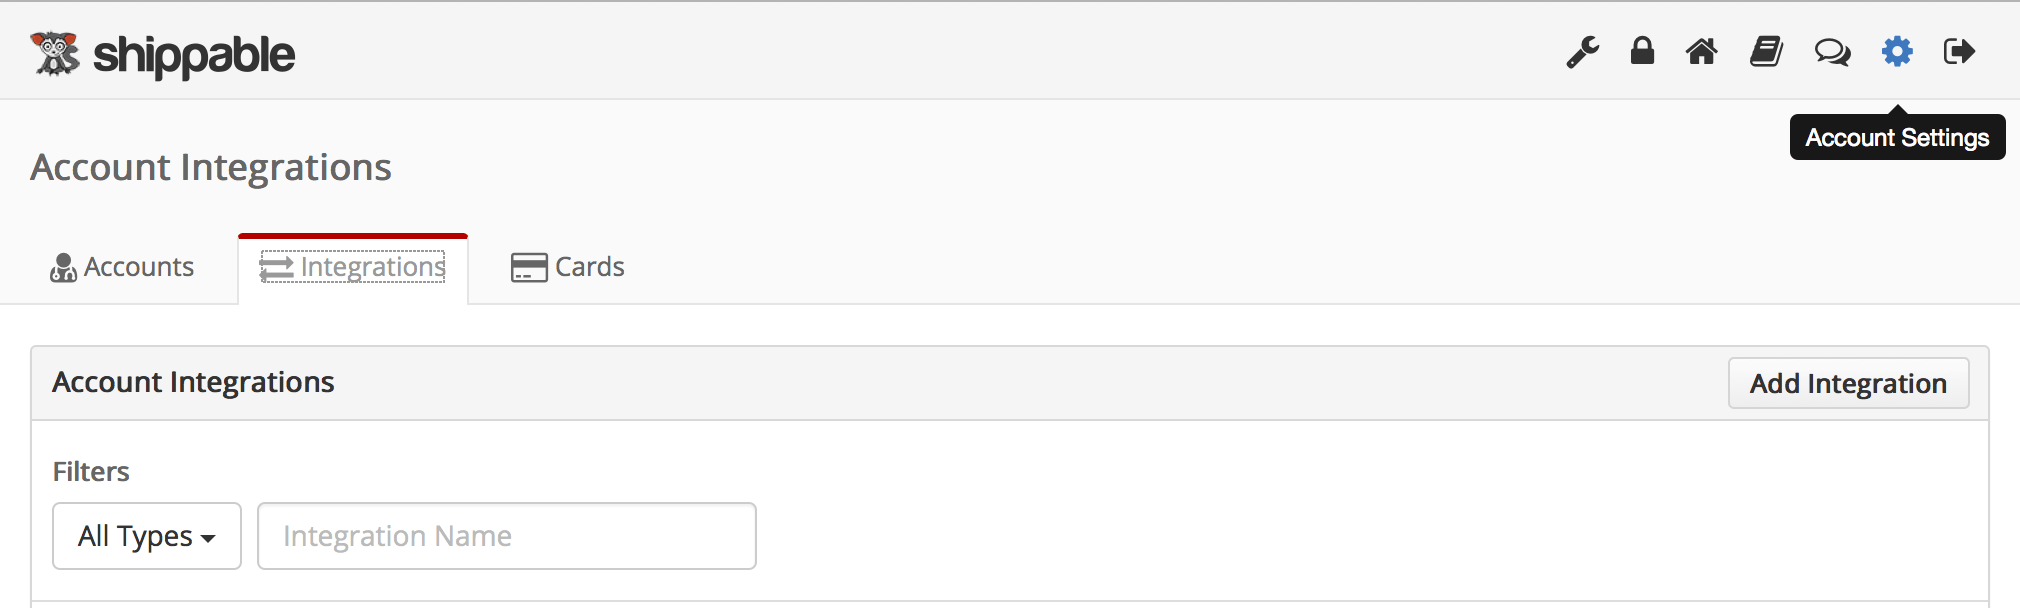 shippable
Account Settings
Account Integrations
Accounts
Integrations
Cards
Account Integrations
Add Integration
Filters
All Types
Integration Name